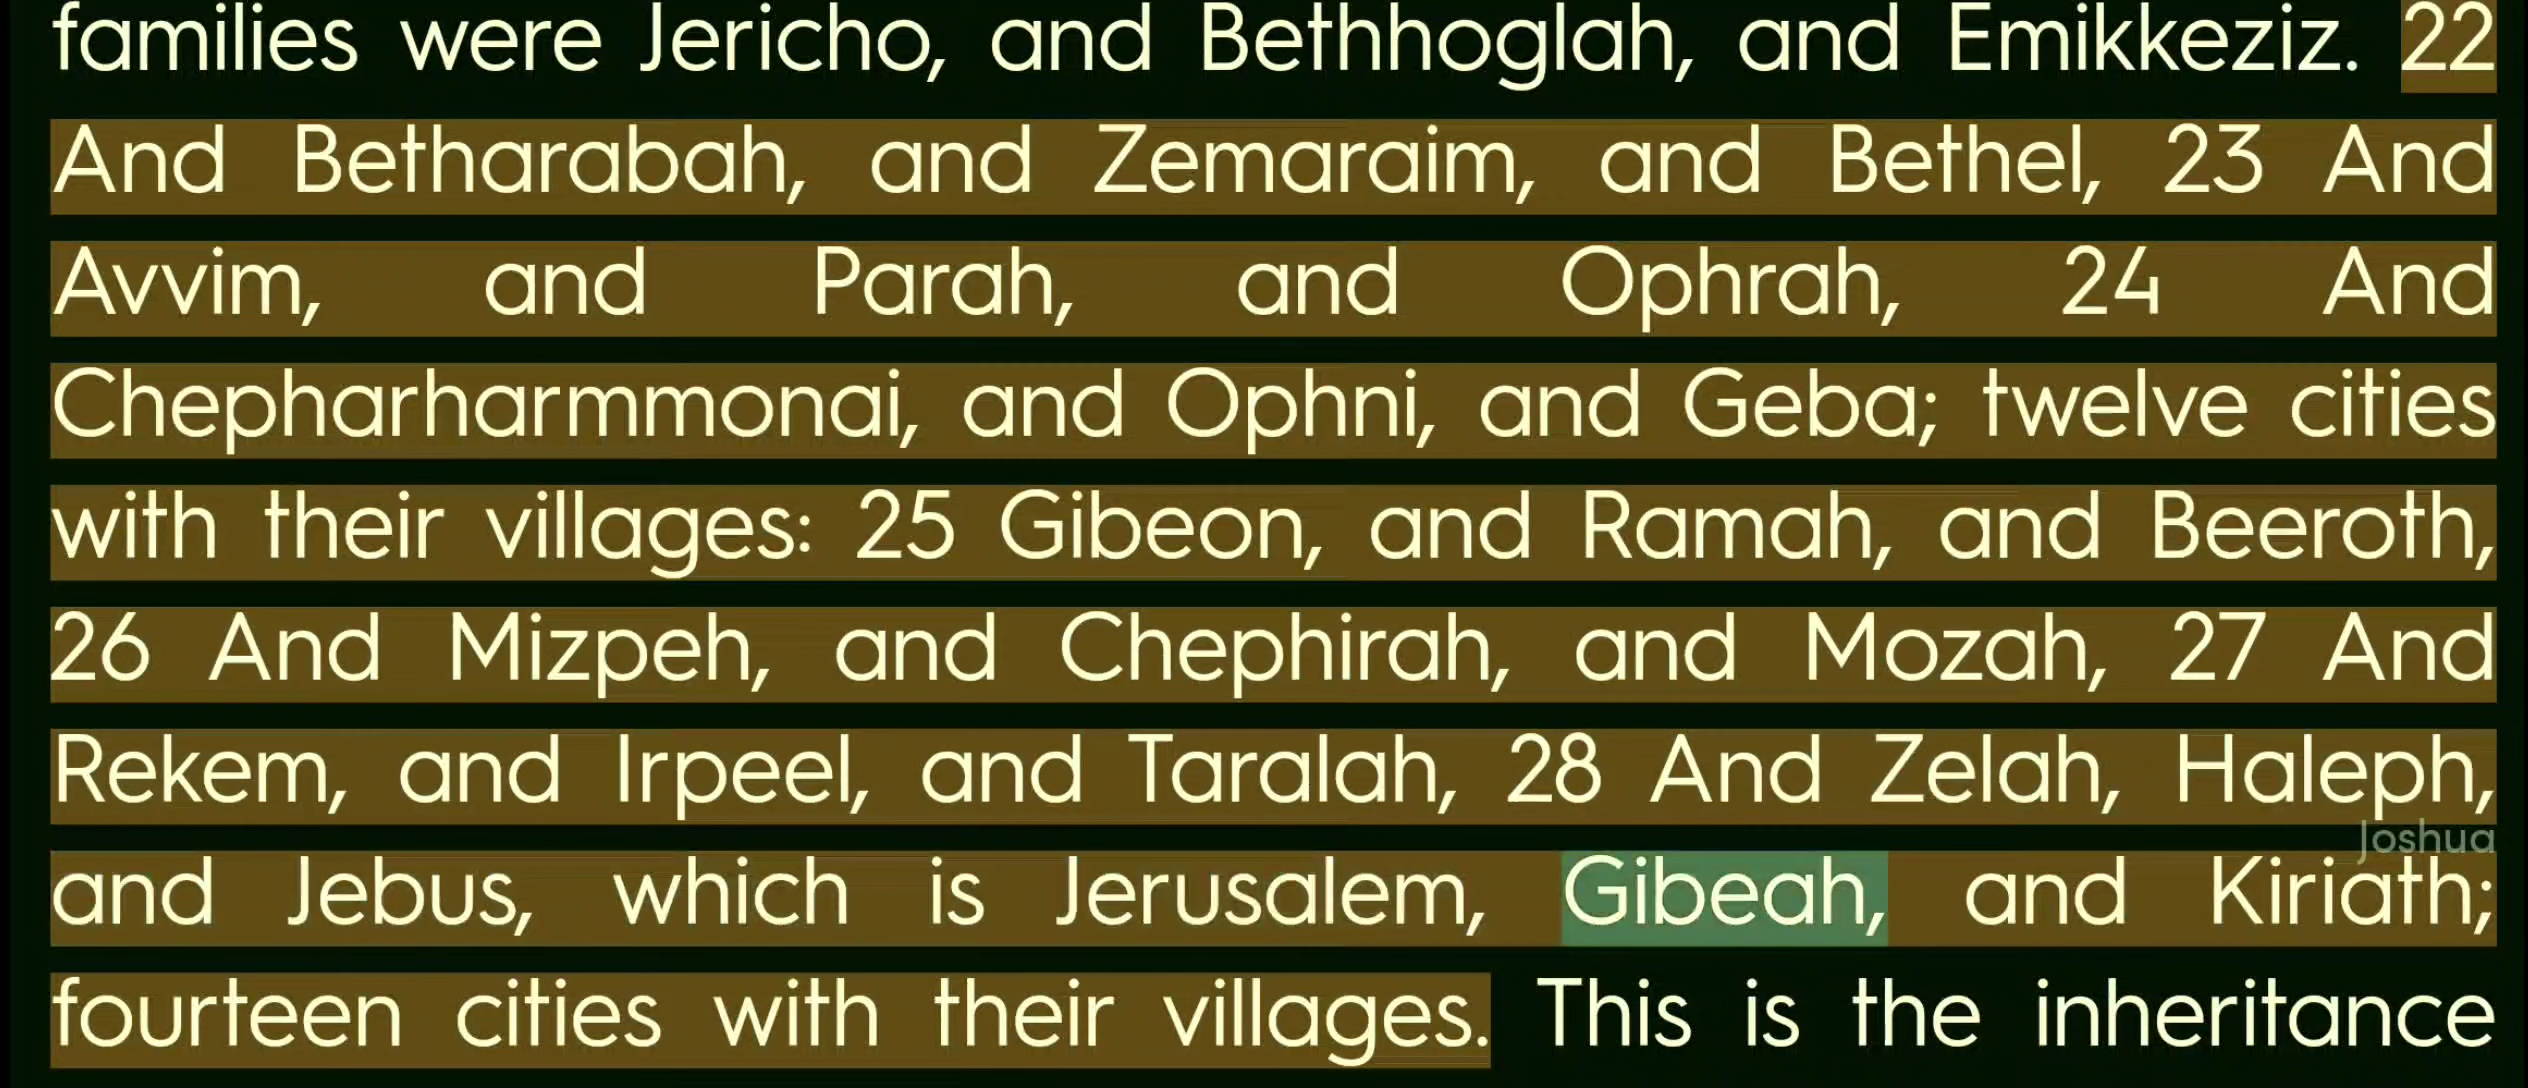 families were Jericho, and Bethhoglah, and Emikkeziz. 22
And Betharabah, and Zemaraim, and Bethel, 23 And
Avvim, and Parah, and Ophrah, 24 And
Chepharharmmonai, and Ophni, and Geba; twelve cities
with their villages: 25 Gibeon, and Ramah, and Beeroth,
26 And Mizpeh, and Chephirah, and Mozah, 27 And
Rekem, and Irpeel, and Taralah, 28 And Zelah, Haleph,
Joshua
and Jebus, which is Jerusalem, Gibeah, and Kiriath;
fourteen cities with their villages. This is the inheritance